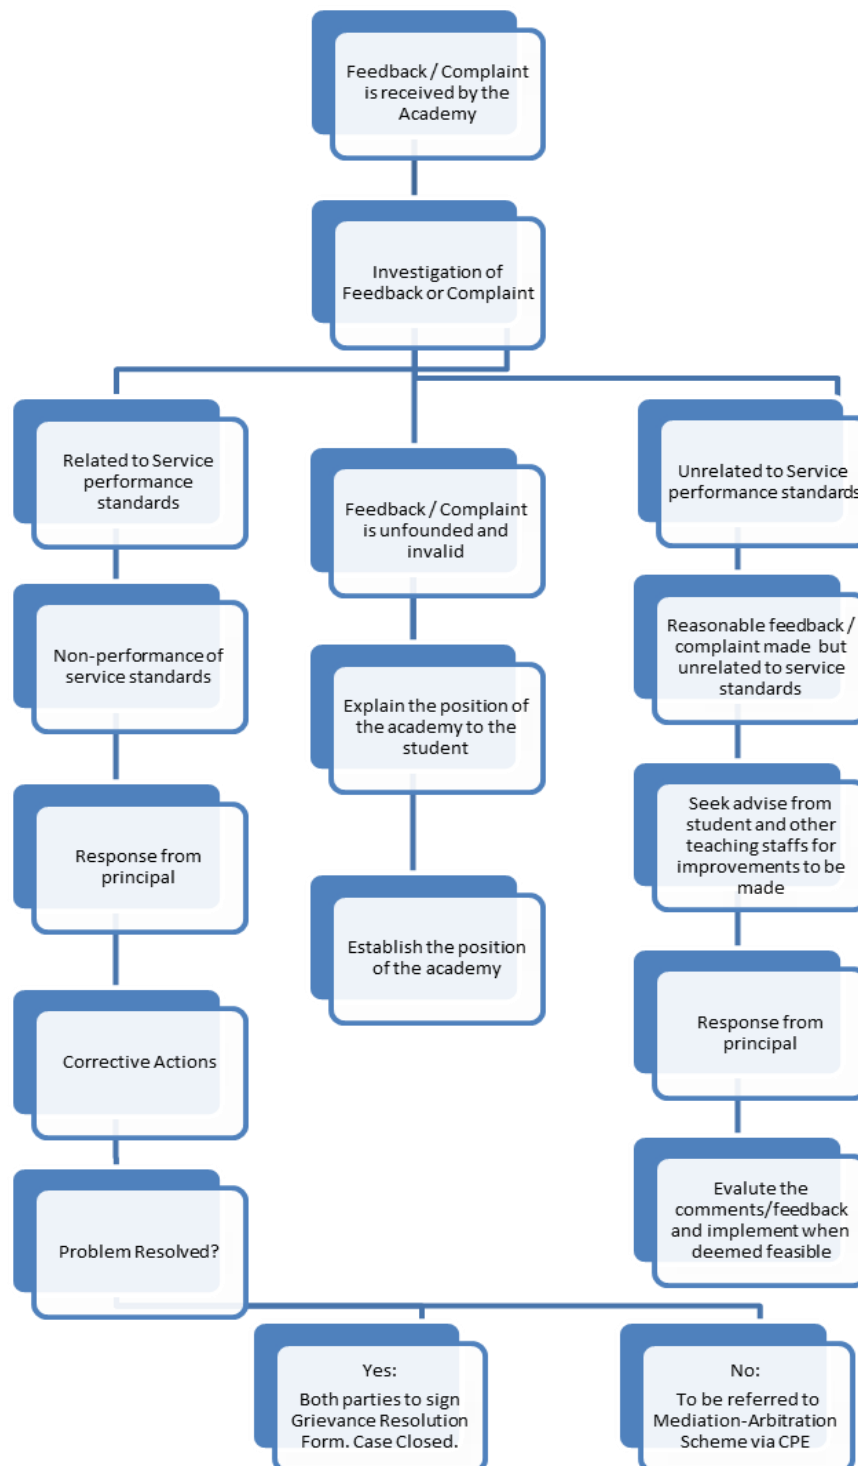 Feedback / Complaint
is received by the
Academy
Investigation of
Feedback or Complaint
Related to Service
performance
standards
Non-performance of
service standards
Response from
principal
Corrective Actions
Problem Resolved?
Feedback / Complaint
is unfounded and
invalid
Explain the position of
the academy to the
student
Establish the position
of the academy
Unrelated to Service
performance standards
Reasonable feedback /
complaint made but
unrelated to service
standards
Seek advise from
student and other
teaching staffs for
improvements to be
made
Response from
principal
Evalute the
comments/feedback
and implement when
deemed feasible
Yes:
Both parties to sign
Grievance Resolution
Form. Case Closed.
No:
To be referred to
Mediation-Arbitration
Scheme via CPE